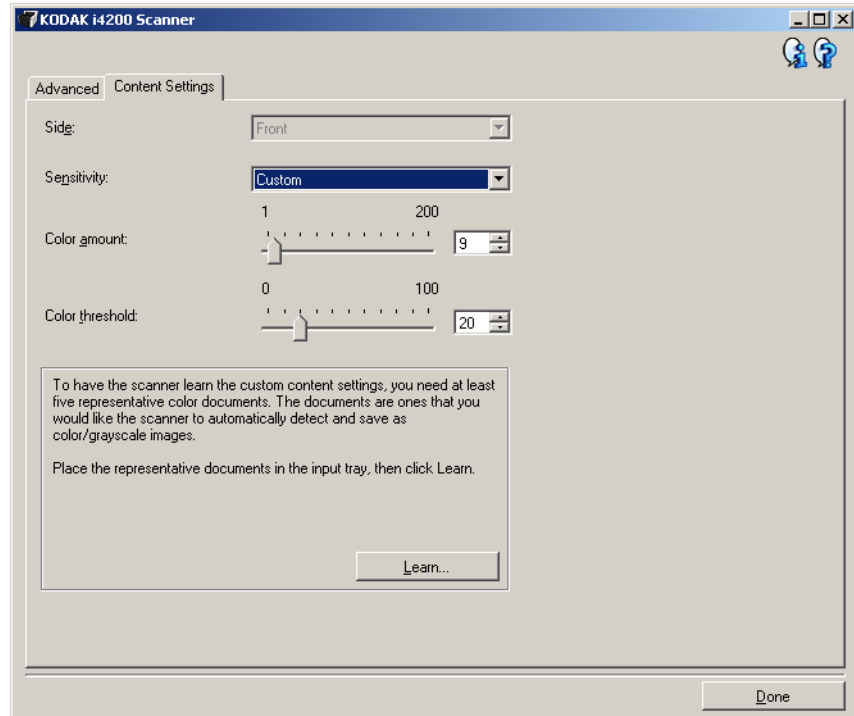 KODAK i4200 Scanner
Advanced
Content Settings
Side:
Front
Sensitivity:
Custom
1 200
Color amount:
9
0 100
Color threshold:
20
To have the scanner learn the custom content settings, you need at least
five representative color documents. The documents are ones that you
would like the scanner to automatically detect and save as
color/grayscale images.
Place the representative documents in the input tray, then click Learn.
Learn...
Done